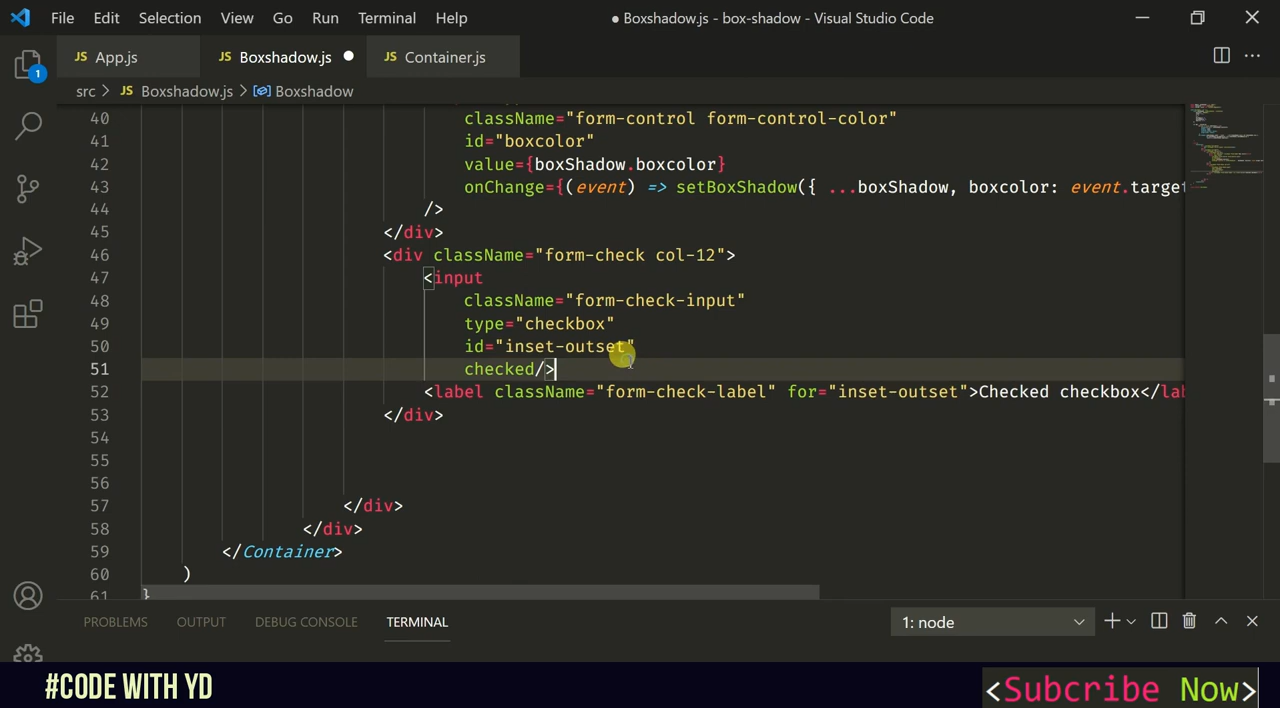 File Edit Selection View Go Run Terminal Help ● Boxshadow.js - box-shadow - Visual Studio Code
1
JS App.js JS Boxshadow.js ● JS Container.js
src > JS Boxshadow.js > Boxshadow
40 className="form-control form-control-color"
41 id="boxcolor"
42 value={boxShadow.boxcolor}
43 onChange={(event) => setBoxShadow({ ...boxShadow, boxcolor: event.target
44 />
45 </div>
46 <div className="form-check col-12">
47 <input
48 className="form-check-input"
49 type="checkbox"
50 id="inset-outset"
51 checked/>
52 <label className="form-check-label" for="inset-outset">Checked checkbox</lab
53 </div>
54
55
56
57 </div>
58 </div>
59 </Container>
60 )
61 }
PROBLEMS OUTPUT DEBUG CONSOLE TERMINAL 1: node
#CODE WITH YD
<Subcribe Now>